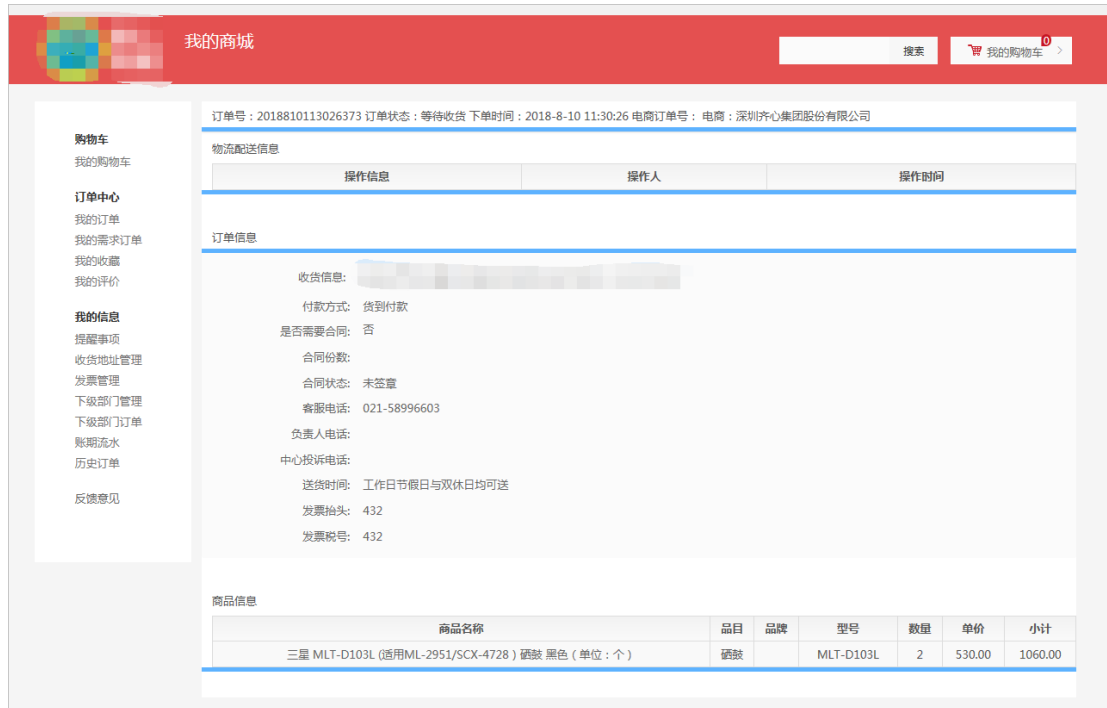 我的商城
搜索
我的购物车 0
购物车
我的购物车
订单中心
我的订单
我的需求订单
我的收藏
我的评价
我的信息
提醒事项
收货地址管理
发票管理
下级部门管理
下级部门订单
账期流水
历史订单
反馈意见
订单号：2018810113026373 订单状态：等待收货 下单时间：2018-8-10 11:30:26 电商订单号： 电商：深圳齐心集团股份有限公司
物流配送信息
操作信息 操作人 操作时间
订单信息
收货信息:
付款方式: 货到付款
是否需要合同: 否
合同份数:
合同状态: 未签章
客服电话: 021-58996603
负责人电话:
中心投诉电话:
送货时间: 工作日节假日与双休日均可送
发票抬头: 432
发票税号: 432
商品信息
商品名称 品目 品牌 型号 数量 单价 小计
三星 MLT-D103L (适用ML-2951/SCX-4728 ) 硒鼓 黑色 ( 单位：个 ) 硒鼓 MLT-D103L 2 530.00 1060.00